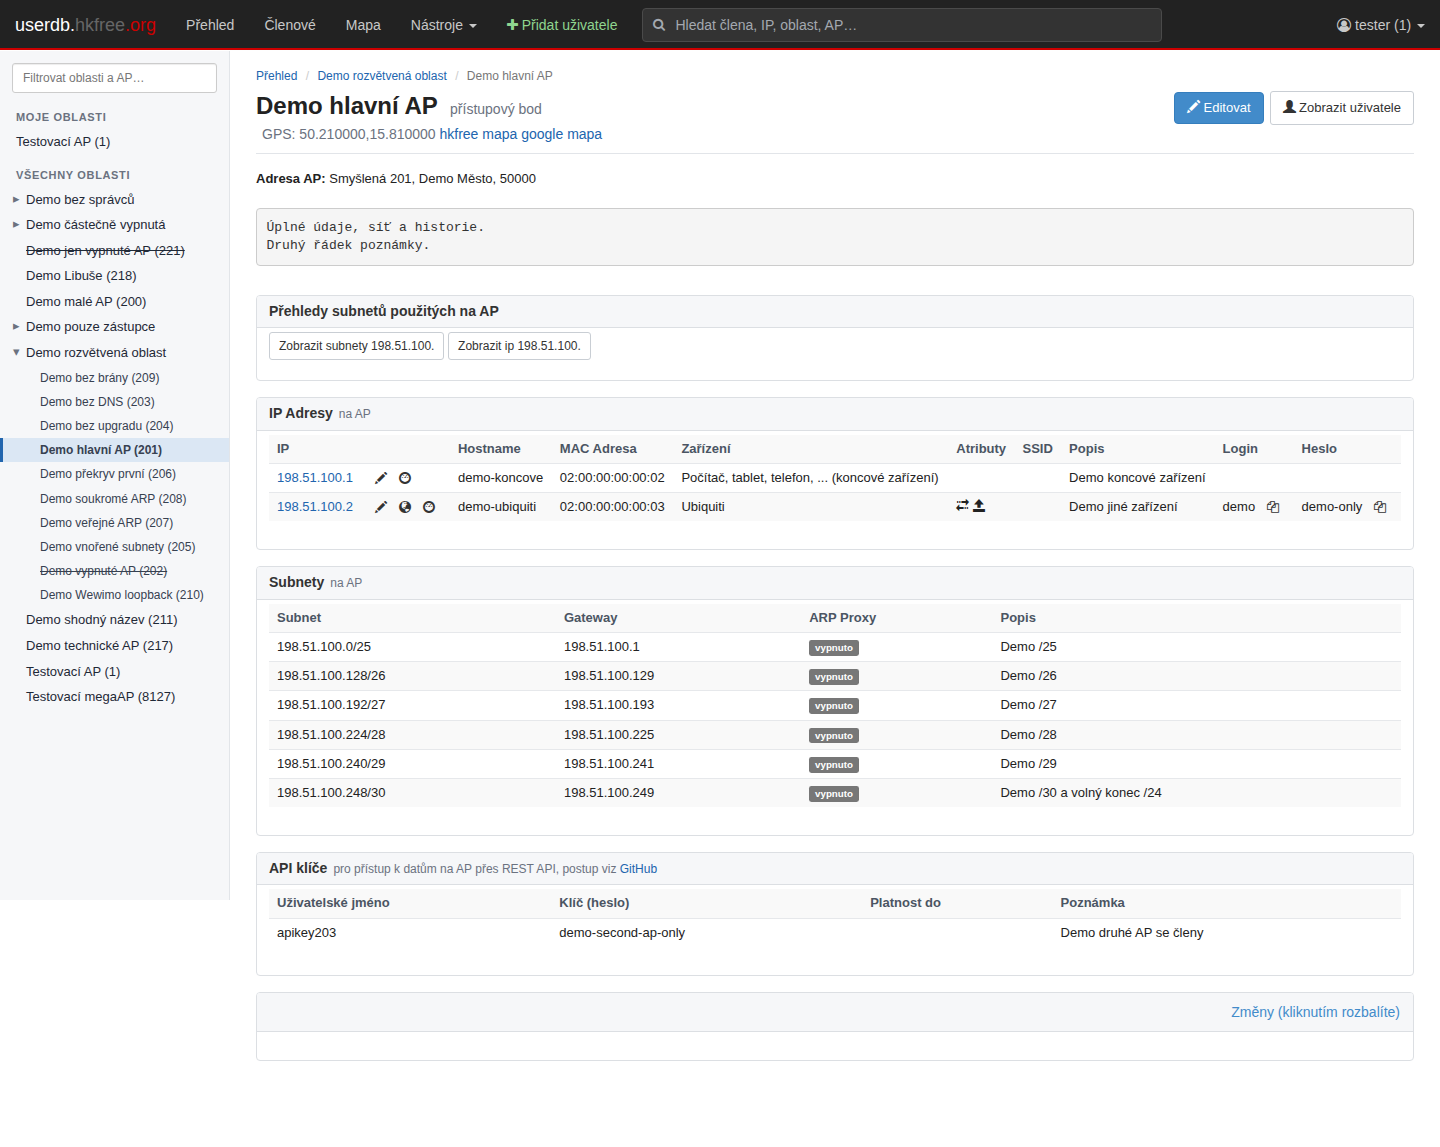 userdb.hkfree.org Přehled Členové Mapa Nástroje Přidat uživatele Hledat člena, IP, oblast, AP… tester (1)
Filtrovat oblasti a AP…
MOJE OBLASTI
Testovací AP (1)
VŠECHNY OBLASTI
Demo bez správců
Demo částečně vypnutá
Demo jen vypnuté AP (221)
Demo Libuše (218)
Demo malé AP (200)
Demo pouze zástupce
Demo rozvětvená oblast
Demo bez brány (209)
Demo bez DNS (203)
Demo bez upgradu (204)
Demo hlavní AP (201)
Demo překryv první (206)
Demo soukromé ARP (208)
Demo veřejné ARP (207)
Demo vnořené subnety (205)
Demo vypnuté AP (202)
Demo Wewimo loopback (210)
Demo shodný název (211)
Demo technické AP (217)
Testovací AP (1)
Testovací megaAP (8127)
Přehled / Demo rozvětvená oblast / Demo hlavní AP
Demo hlavní AP přístupový bod
Editovat Zobrazit uživatele
GPS: 50.210000,15.810000 hkfree mapa google mapa
Adresa AP: Smyšlená 201, Demo Město, 50000
Úplné údaje, síť a historie.
Druhý řádek poznámky.
Přehledy subnetů použitých na AP
Zobrazit subnety 198.51.100. Zobrazit ip 198.51.100.
IP Adresy na AP
IP Hostname MAC Adresa Zařízení Atributy SSID Popis Login Heslo
198.51.100.1 demo-koncove 02:00:00:00:00:02 Počítač, tablet, telefon, ... (koncové zařízení) Demo koncové zařízení
198.51.100.2 demo-ubiquiti 02:00:00:00:00:03 Ubiquiti Demo jiné zařízení demo demo-only
Subnety na AP
Subnet Gateway ARP Proxy Popis
198.51.100.0/25 198.51.100.1 vypnuto Demo /25
198.51.100.128/26 198.51.100.129 vypnuto Demo /26
198.51.100.192/27 198.51.100.193 vypnuto Demo /27
198.51.100.224/28 198.51.100.225 vypnuto Demo /28
198.51.100.240/29 198.51.100.241 vypnuto Demo /29
198.51.100.248/30 198.51.100.249 vypnuto Demo /30 a volný konec /24
API klíče pro přístup k datům na AP přes REST API, postup viz GitHub
Uživatelské jméno Klíč (heslo) Platnost do Poznámka
apikey203 demo-second-ap-only Demo druhé AP se členy
Změny (kliknutím rozbalíte)